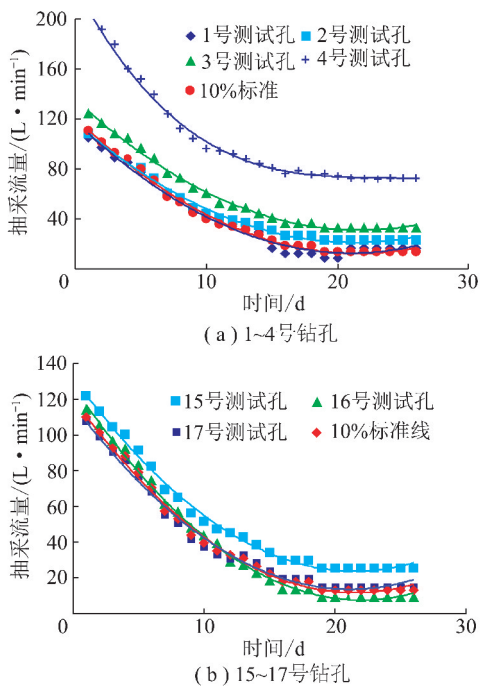 200
160
120
80
40
0
抽采流量/(L·min⁻¹)
1号测试孔 2号测试孔
3号测试孔 4号测试孔
10%标准
10 20 30
时间/d
(a)1~4号钻孔
140
120
100
80
60
40
20
0
抽采流量/(L·min⁻¹)
15号测试孔 16号测试孔
17号测试孔 10%标准线
10 20 30
时间/d
(b)15~17号钻孔